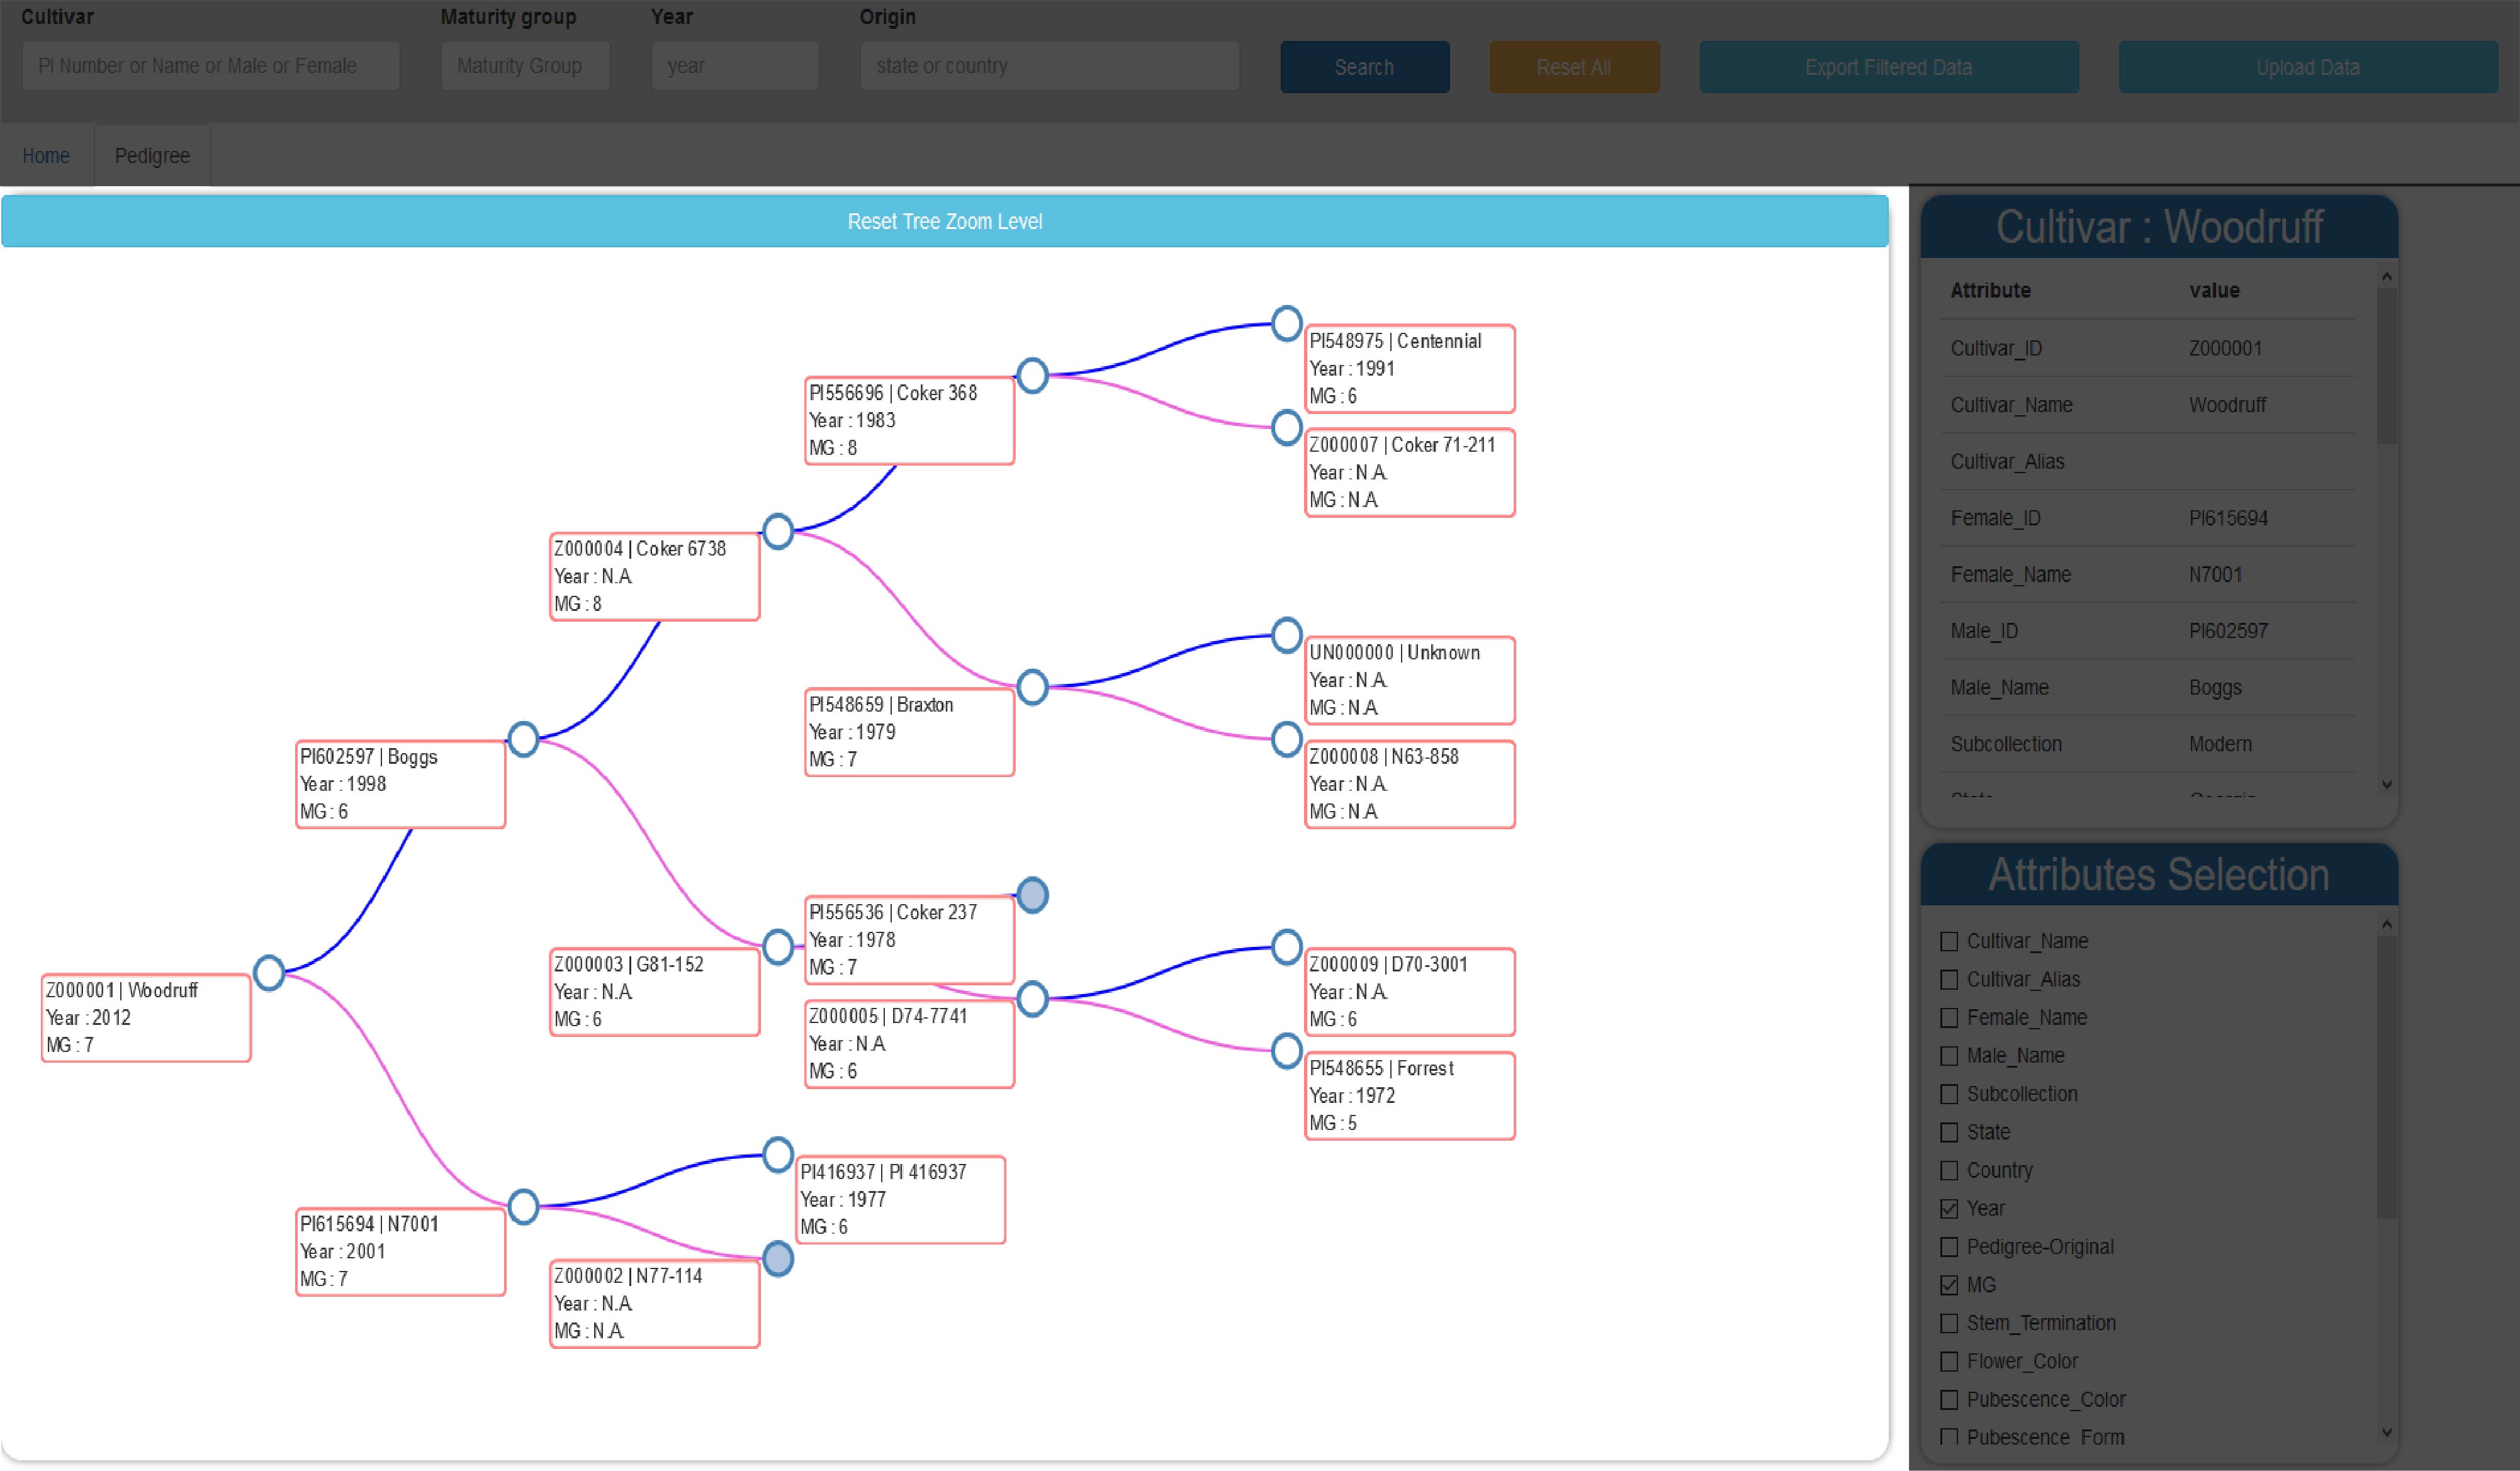 Cultivar
Maturity group
Year
Origin
PI Number or Name or Male or Female
Maturity Group
year
state or country
Search
Reset All
Export Filtered Data
Upload Data
Home
Pedigree
Reset Tree Zoom Level
PI548975 | Centennial
Year : 1991
MG : 6
PI556696 | Coker 368
Year : 1983
MG : 8
Z000007 | Coker 71-211
Year : N.A.
MG : N.A.
Z000004 | Coker 6738
Year : N.A.
MG : 8
UN000000 | Unknown
Year : N.A.
MG : N.A.
PI548659 | Braxton
Year : 1979
MG : 7
Z000008 | N63-858
Year : N.A.
MG : N.A.
PI602597 | Boggs
Year : 1998
MG : 6
PI556536 | Coker 237
Year : 1978
MG : 7
Z000003 | G81-152
Year : N.A.
MG : 6
Z000009 | D70-3001
Year : N.A.
MG : 6
Z000001 | Woodruff
Year : 2012
MG : 7
Z000005 | D74-7741
Year : N.A.
MG : 6
PI548655 | Forrest
Year : 1972
MG : 5
PI416937 | PI 416937
Year : 1977
MG : 6
PI615694 | N7001
Year : 2001
MG : 7
Z000002 | N77-114
Year : N.A.
MG : N.A.
Cultivar : Woodruff
Attribute value
Cultivar_ID Z000001
Cultivar_Name Woodruff
Cultivar_Alias
Female_ID PI615694
Female_Name N7001
Male_ID PI602597
Male_Name Boggs
Subcollection Modern
State Georgia
Attributes Selection
Cultivar_Name
Cultivar_Alias
Female_Name
Male_Name
Subcollection
State
Country
Year
Pedigree-Original
MG
Stem_Termination
Flower_Color
Pubescence_Color
Pubescence_Form